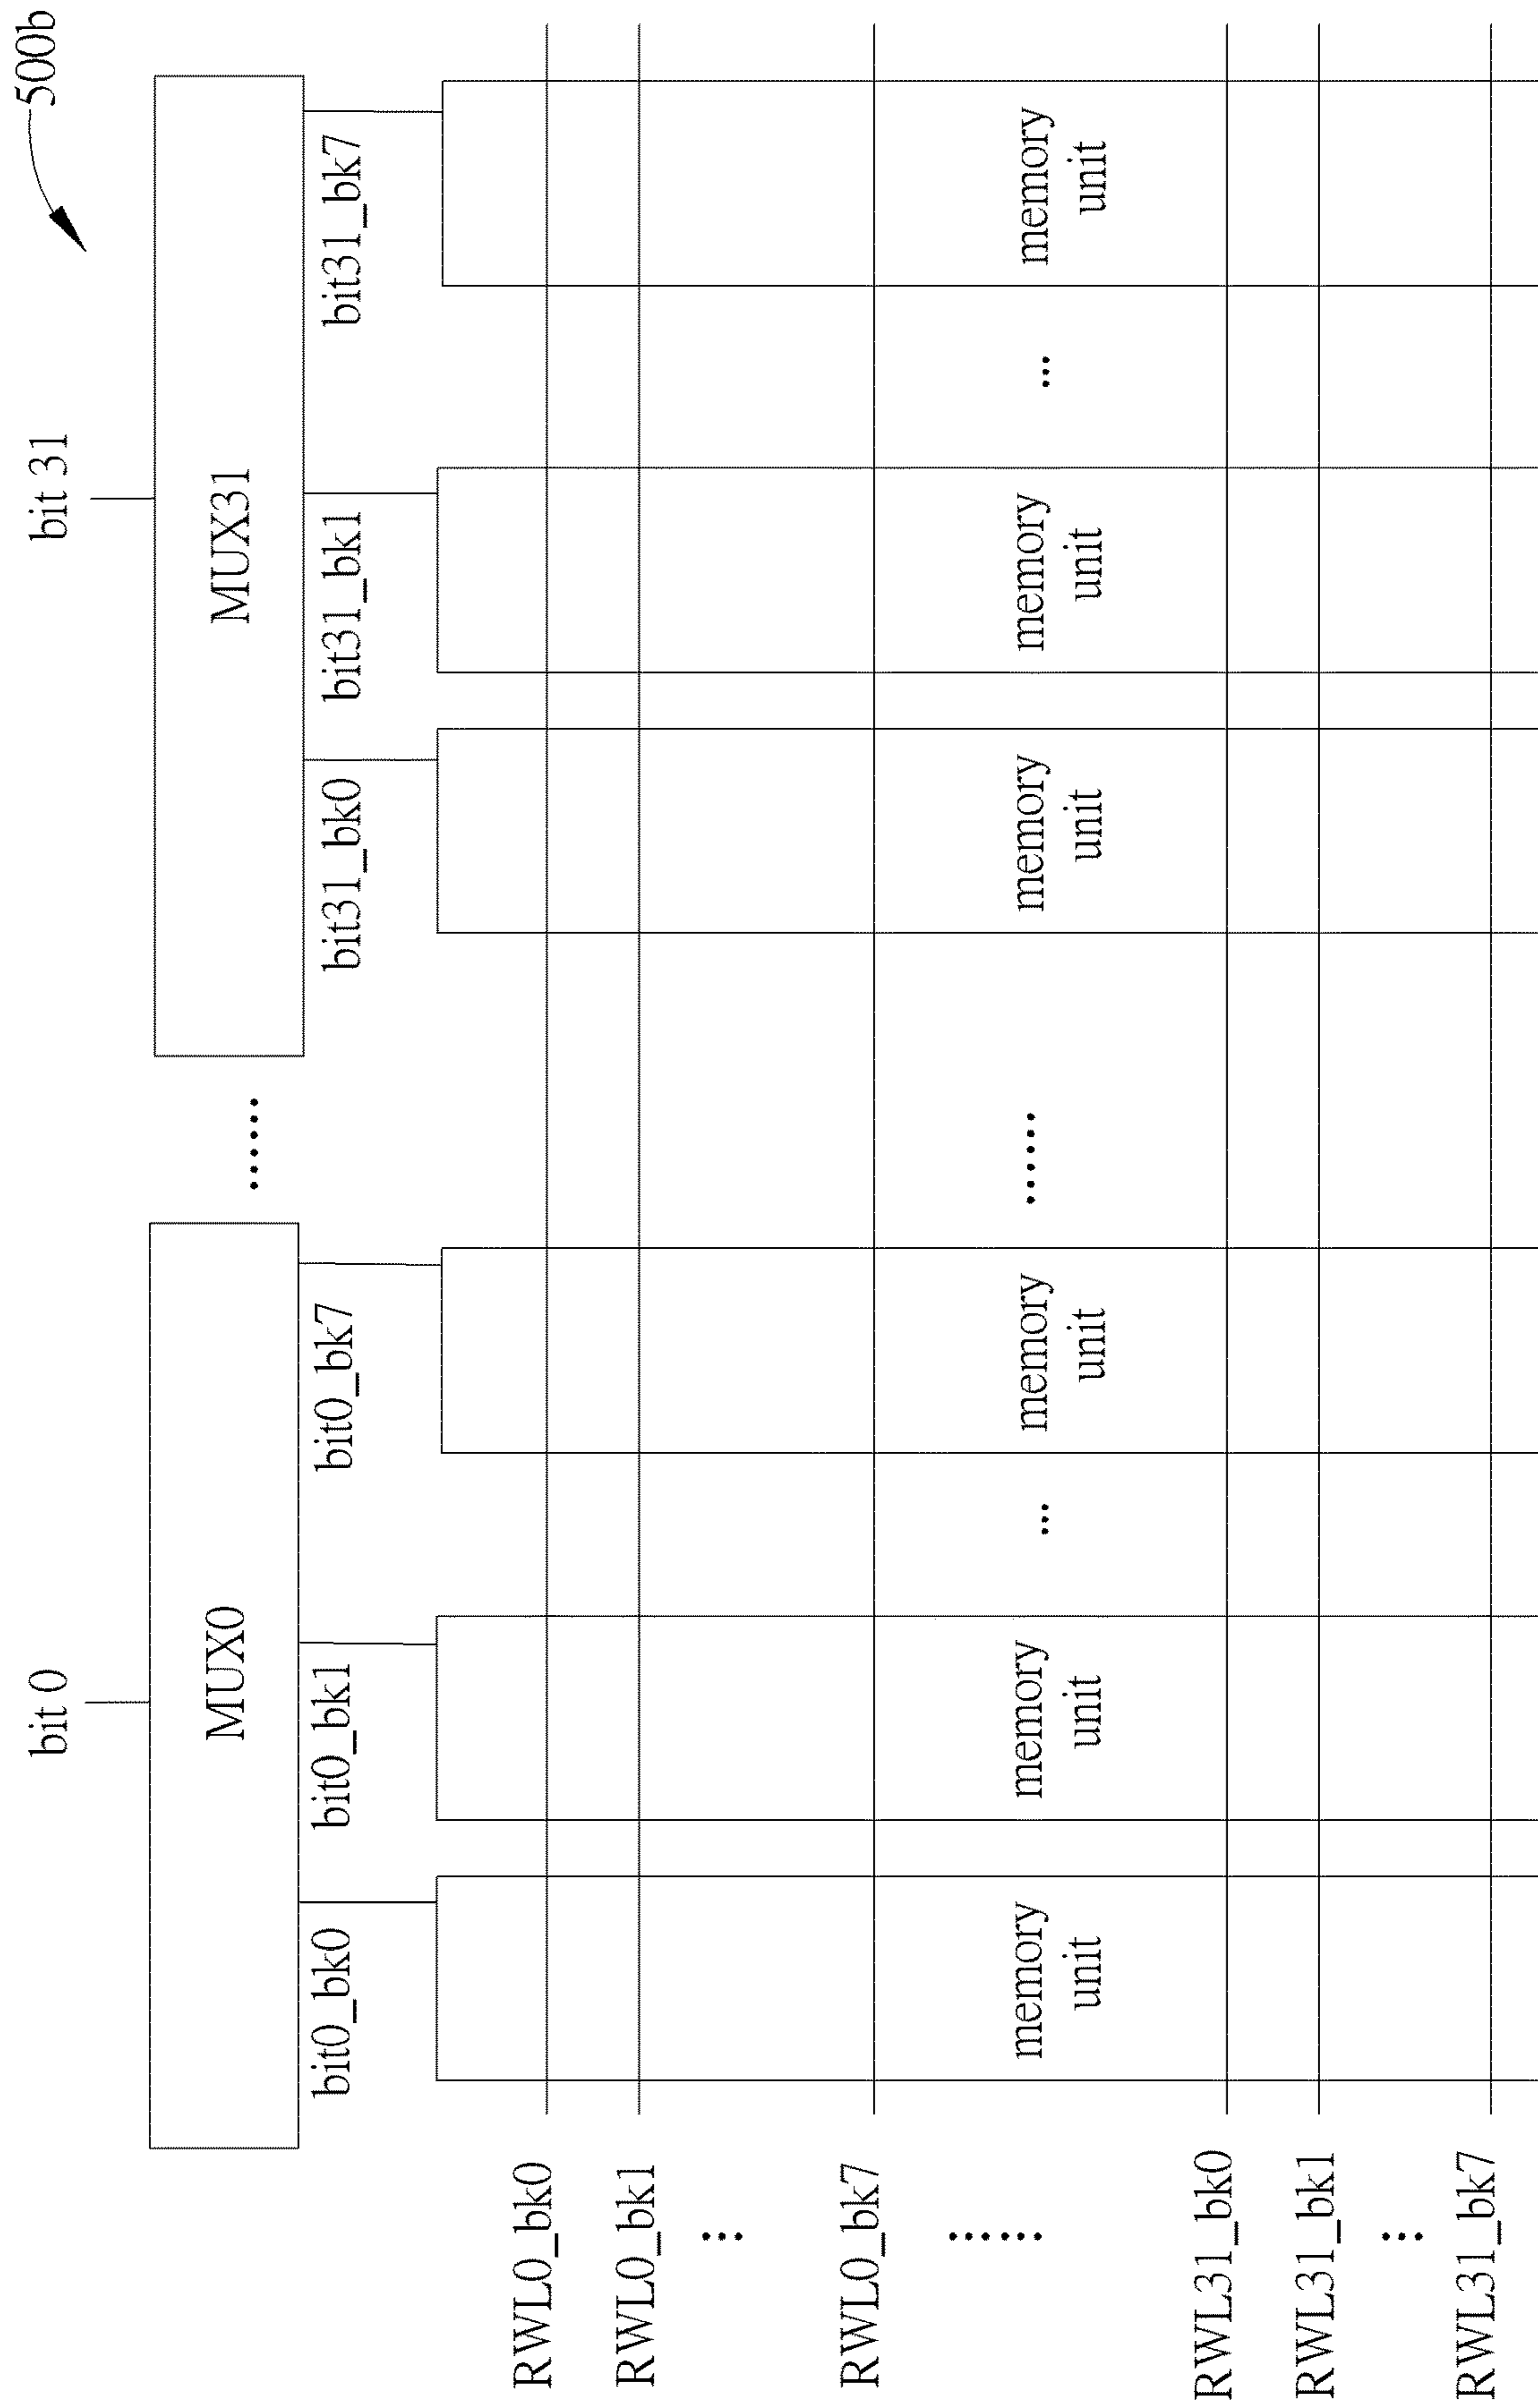 500b
bit 0
bit 31
MUX0
......
MUX31
bit0_bk0
bit0_bk1
bit0_bk7
bit31_bk0
bit31_bk1
bit31_bk7
RWL0_bk0
RWL0_bk1
...
RWL0_bk7
......
memory
unit
memory
unit
...
memory
unit
......
memory
unit
memory
unit
...
memory
unit
RWL31_bk0
RWL31_bk1
...
RWL31_bk7